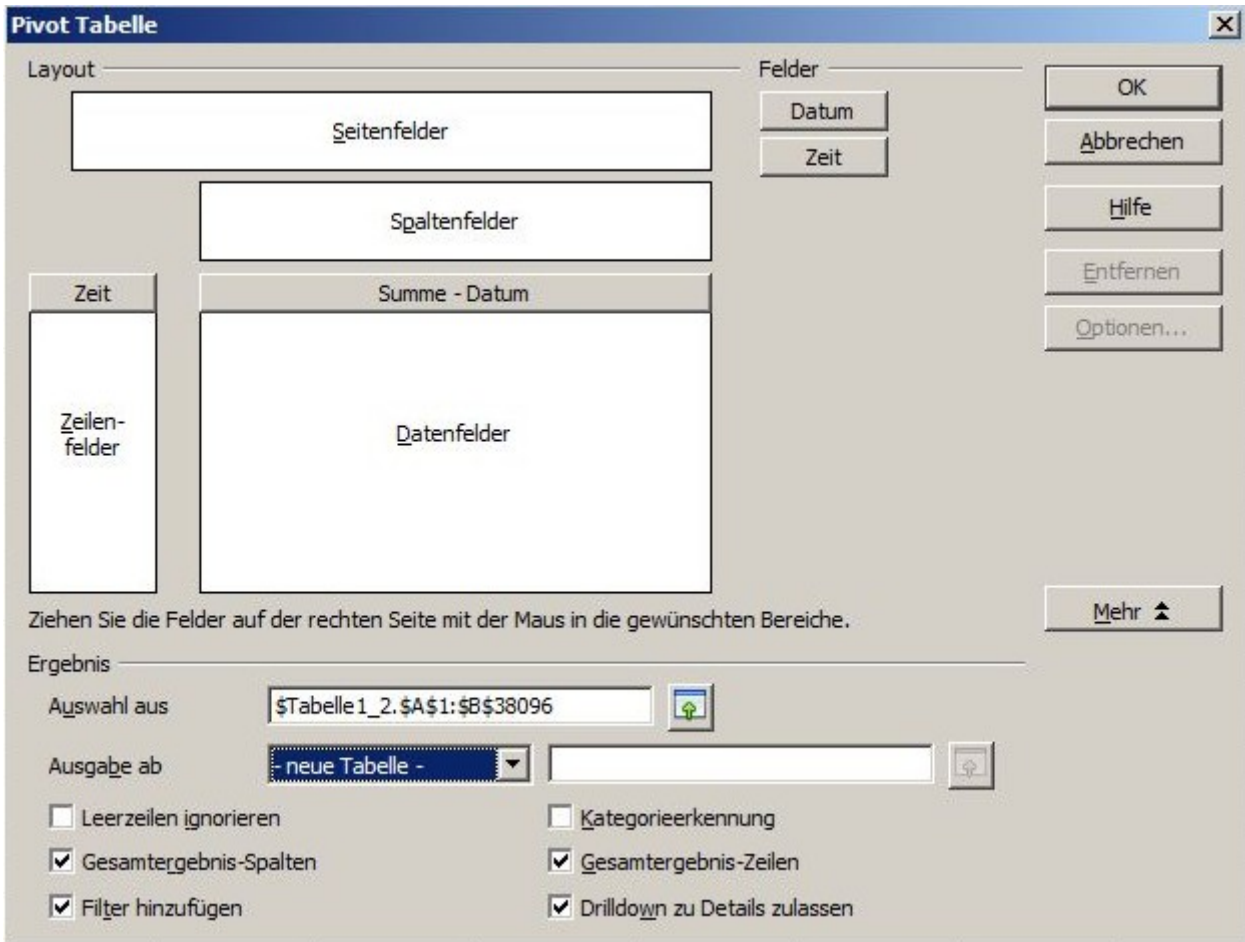 Pivot Tabelle
Layout
Felder
Seitenfelder
Datum
Zeit
OK
Abbrechen
Spaltenfelder
Hilfe
Entfernen
Optionen...
Zeit
Summe - Datum
Zeilen-
felder
Datenfelder
Ziehen Sie die Felder auf der rechten Seite mit der Maus in die gewünschten Bereiche.
Mehr
Ergebnis
Auswahl aus
$Tabelle1_2.$A$1:$B$38096
Ausgabe ab
- neue Tabelle -
Leerzeilen ignorieren
Kategorieerkennung
Gesamtergebnis-Spalten
Gesamtergebnis-Zeilen
Filter hinzufügen
Drilldown zu Details zulassen